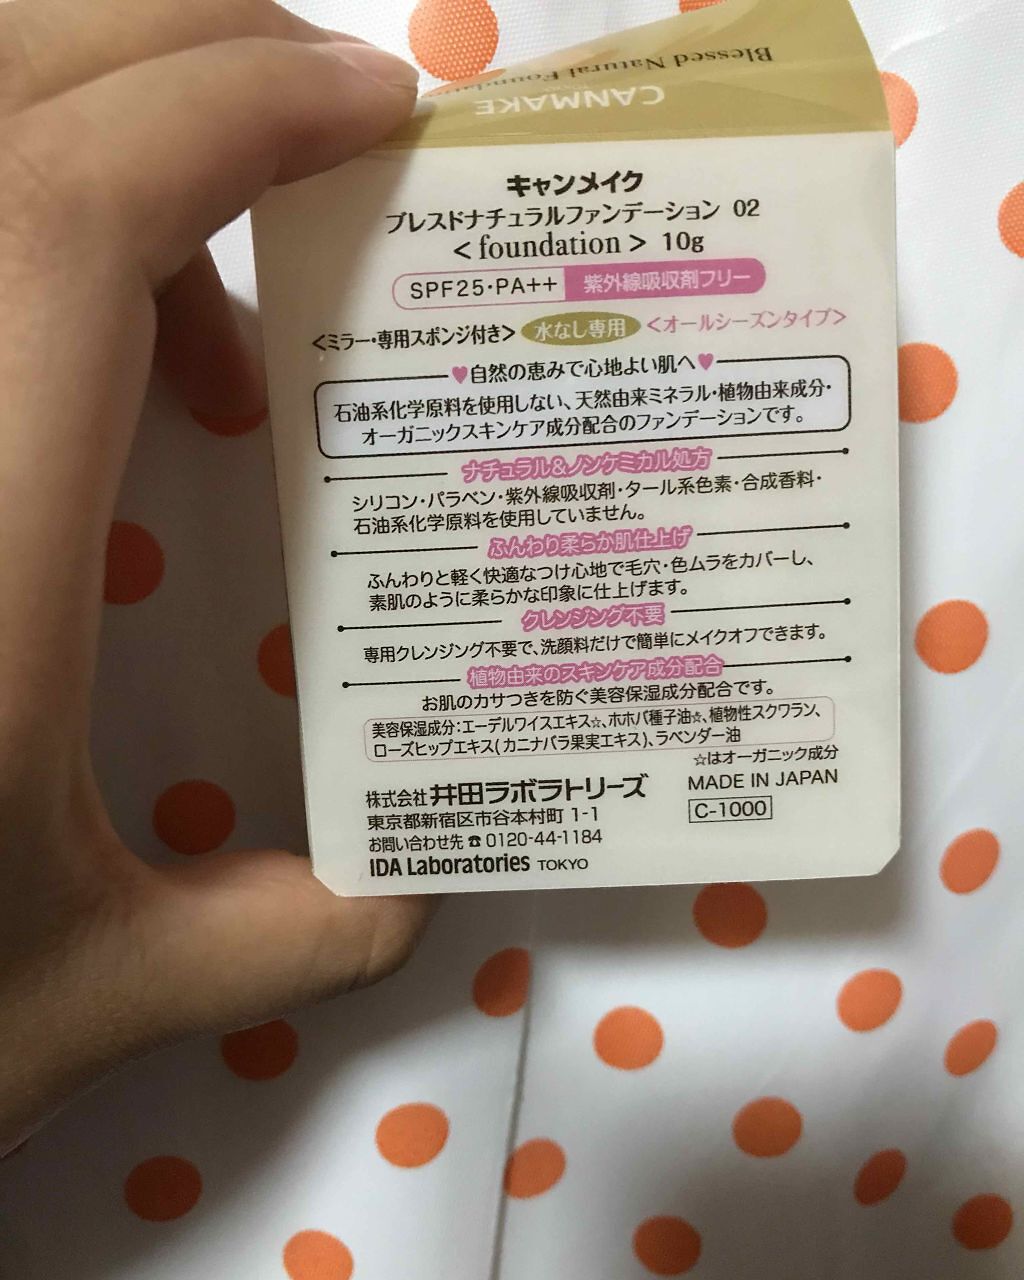 Blessed Natural Foundation
CANMAKE
キャンメイク
ブレスドナチュラルファンデーション 02
＜foundation＞ 10g
SPF25・PA++ 紫外線吸収剤フリー
＜ミラー・専用スポンジ付き＞ 水なし専用 ＜オールシーズンタイプ＞
♥自然の恵みで心地よい肌へ♥
石油系化学原料を使用しない、天然由来ミネラル・植物由来成分・
オーガニックスキンケア成分配合のファンデーションです。
ナチュラル&ノンケミカル処方
シリコン・パラベン・紫外線吸収剤・タール系色素・合成香料・
石油系化学原料を使用していません。
ふんわり柔らか肌仕上げ
ふんわりと軽く快適なつけ心地で毛穴・色ムラをカバーし、
素肌のように柔らかな印象に仕上げます。
クレンジング不要
専用クレンジング不要で、洗顔料だけで簡単にメイクオフできます。
植物由来のスキンケア成分配合
お肌のカサつきを防ぐ美容保湿成分配合です。
美容保湿成分：エーデルワイスエキス☆、ホホバ種子油☆、植物性スクワラン、
ローズヒップエキス(カニナバラ果実エキス)、ラベンダー油
☆はオーガニック成分
株式会社 井田ラボラトリーズ
MADE IN JAPAN
東京都新宿区市谷本村町 1-1
C-1000
お問い合わせ先 ☎ 0120-44-1184
IDA Laboratories TOKYO